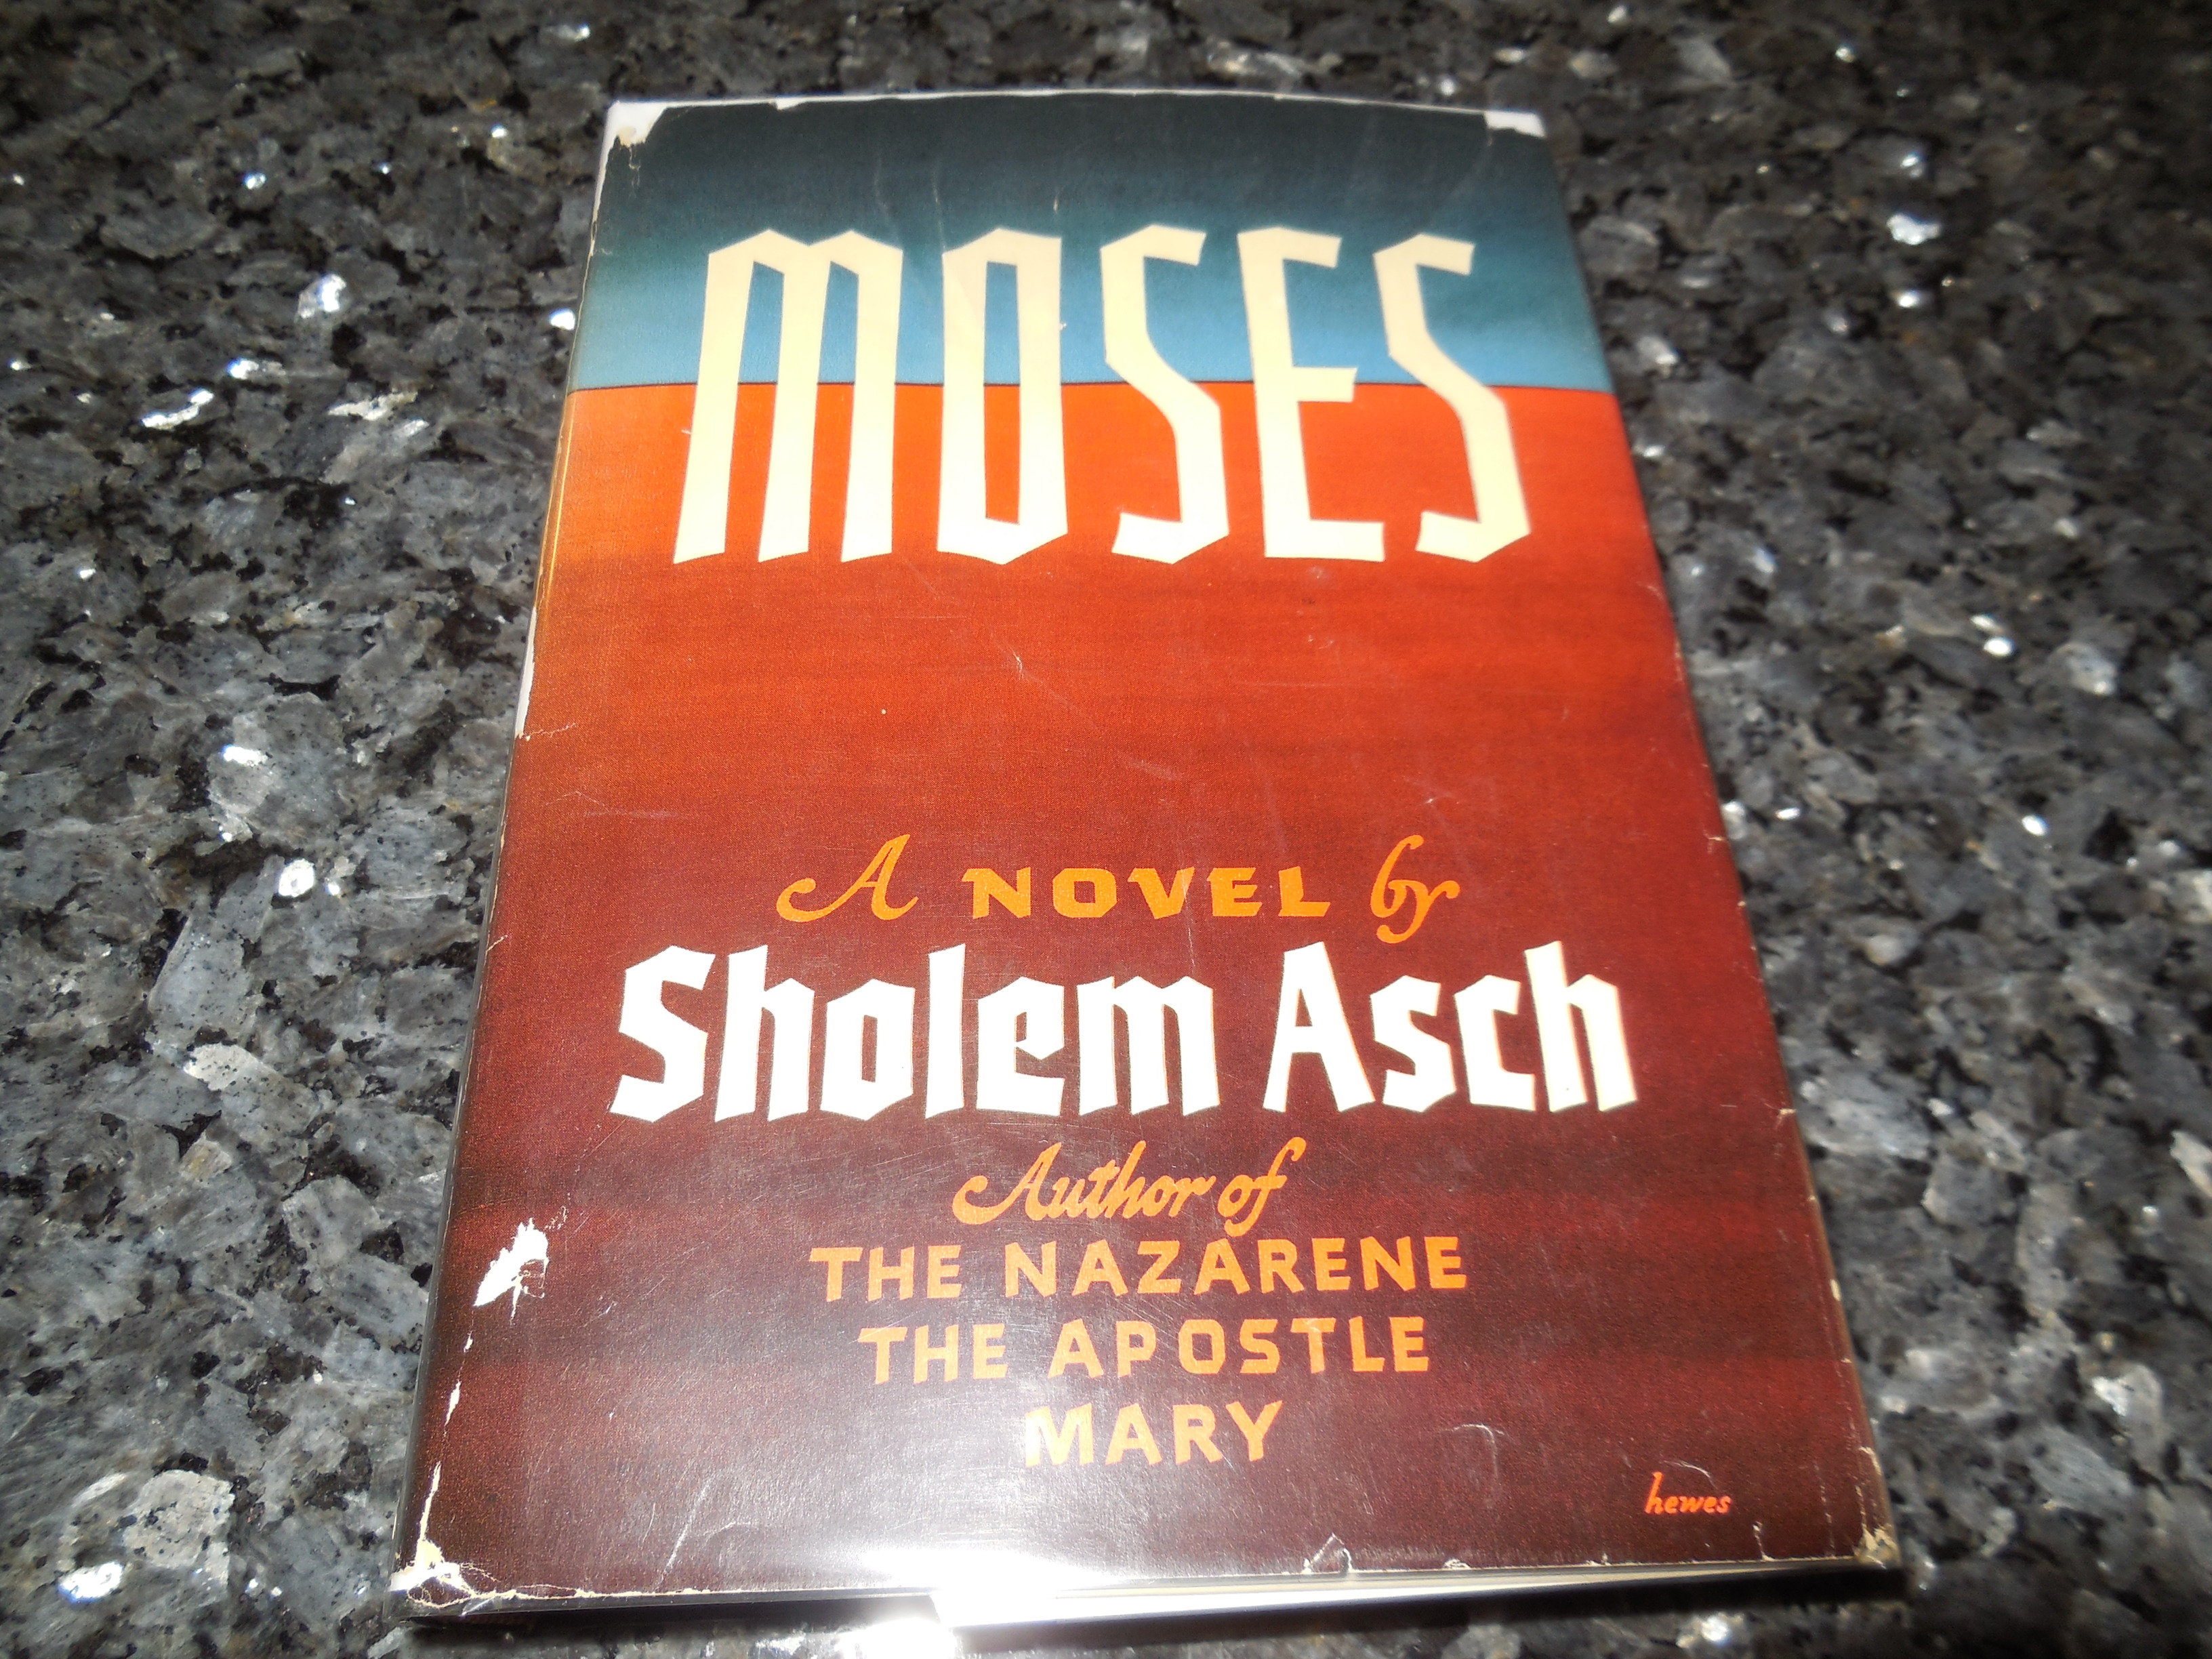 MOSES
A NOVEL by
Sholem Asch
Author of
THE NAZARENE
THE APOSTLE
MARY
hewes